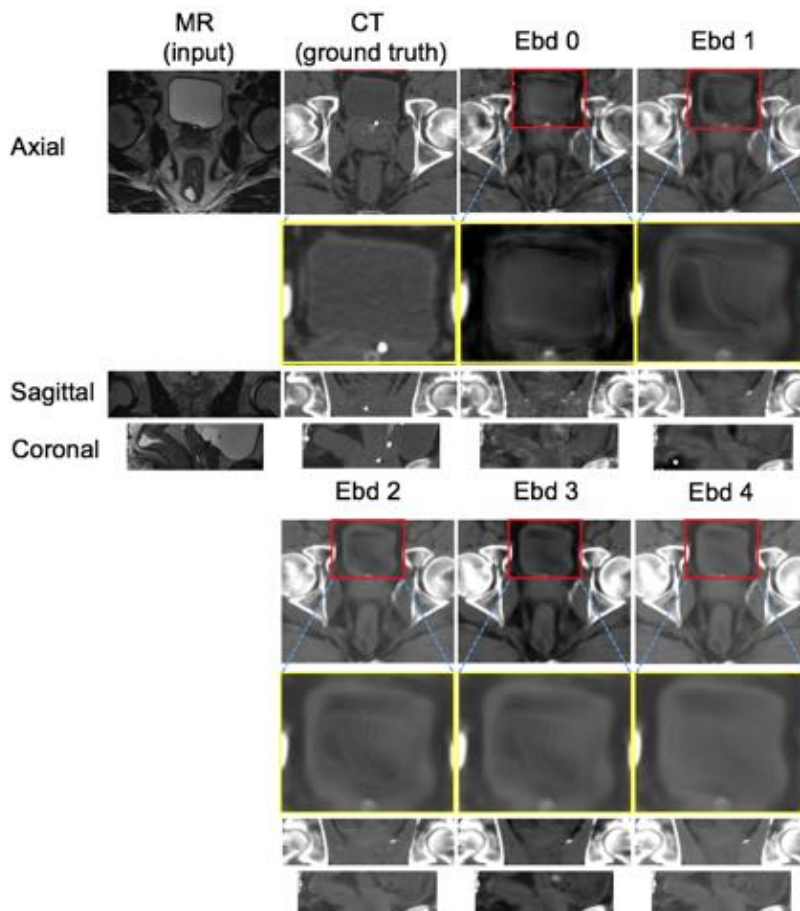 MR
(input)
CT
(ground truth)
Ebd 0
Ebd 1
Axial
Sagittal
Coronal
Ebd 2
Ebd 3
Ebd 4